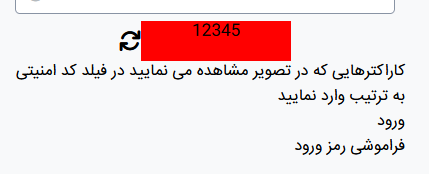 12345
کاراکترهایی که در تصویر مشاهده می نمایید در فیلد کد امنیتی
به ترتیب وارد نمایید
ورود
فراموشی رمز ورود